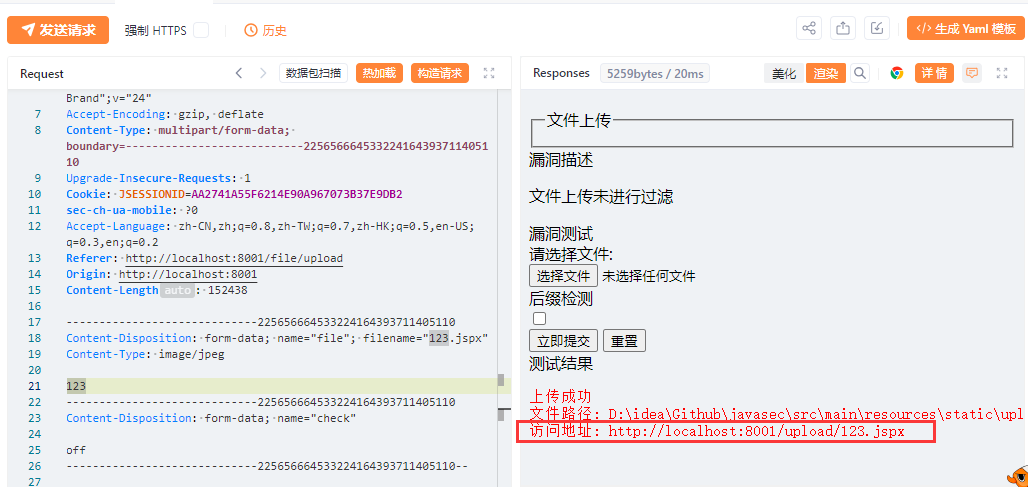 发送请求 强制 HTTPS 历史 </> 生成 Yaml 模板
Request 数据包扫描 热加载 构造请求 Responses 5259bytes / 20ms 美化 渲染 详情
Brand";v="24"
7 Accept-Encoding: gzip, deflate
8 Content-Type: multipart/form-data;
boundary=---------------------------2256566645332241643937114051
10
9 Upgrade-Insecure-Requests: 1
10 Cookie: JSESSIONID=AA2741A55F6214E90A967073B37E9DB2
11 sec-ch-ua-mobile: ?0
12 Accept-Language: zh-CN,zh;q=0.8,zh-TW;q=0.7,zh-HK;q=0.5,en-US;
q=0.3,en;q=0.2
13 Referer: http://localhost:8001/file/upload
14 Origin: http://localhost:8001
15 Content-Length auto : 152438
16
17 -----------------------------225656664533224164393711405110
18 Content-Disposition: form-data; name="file"; filename="123.jspx"
19 Content-Type: image/jpeg
20
21 123
22 -----------------------------225656664533224164393711405110
23 Content-Disposition: form-data; name="check"
24
25 off
26 -----------------------------225656664533224164393711405110--
27
文件上传
漏洞描述
文件上传未进行过滤
漏洞测试
请选择文件:
选择文件 未选择任何文件
后缀检测
立即提交 重置
测试结果
上传成功
文件路径: D:\idea\Github\javasec\src\main\resources\static\upl
访问地址: http://localhost:8001/upload/123.jspx